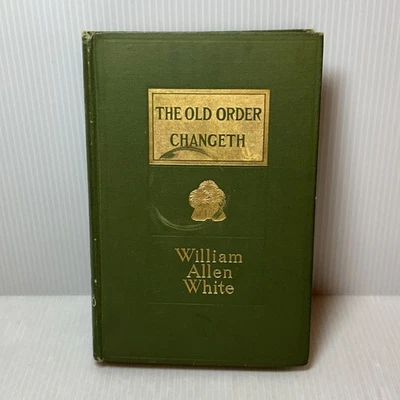 THE OLD ORDER
CHANGETH
William
Allen
White